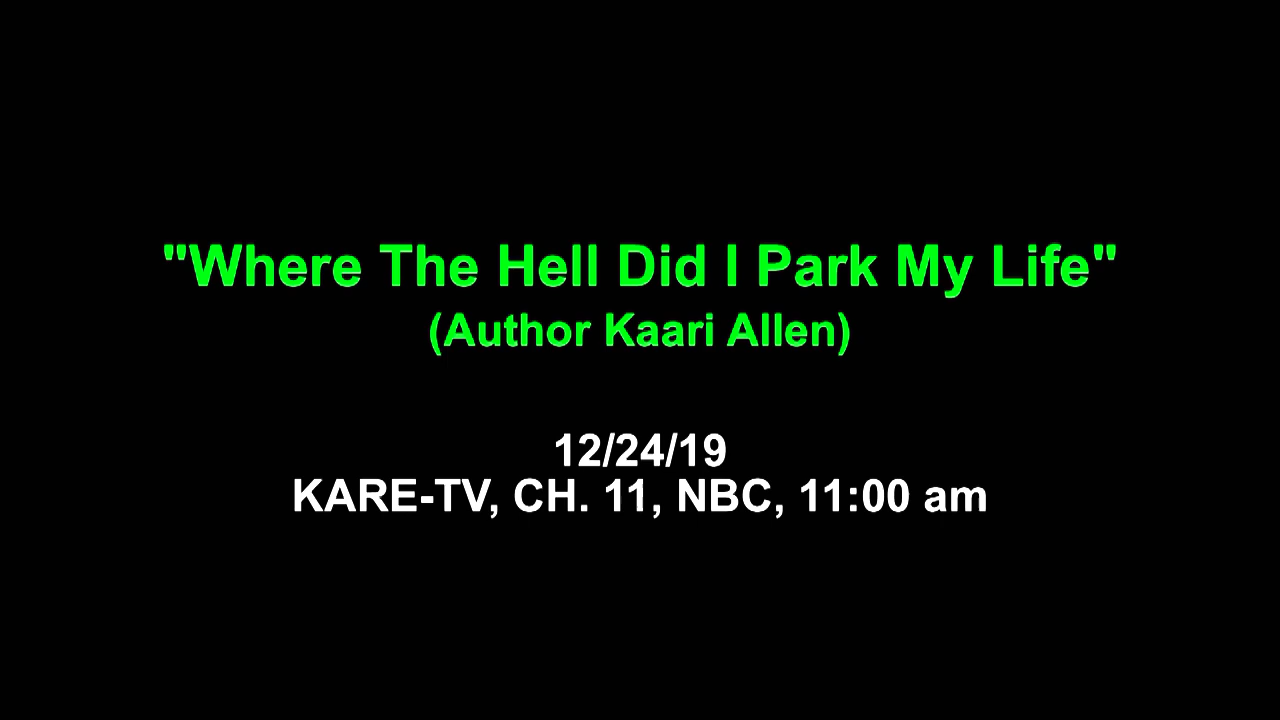 "Where The Hell Did I Park My Life"
(Author Kaari Allen)
12/24/19
KARE-TV, CH. 11, NBC, 11:00 am